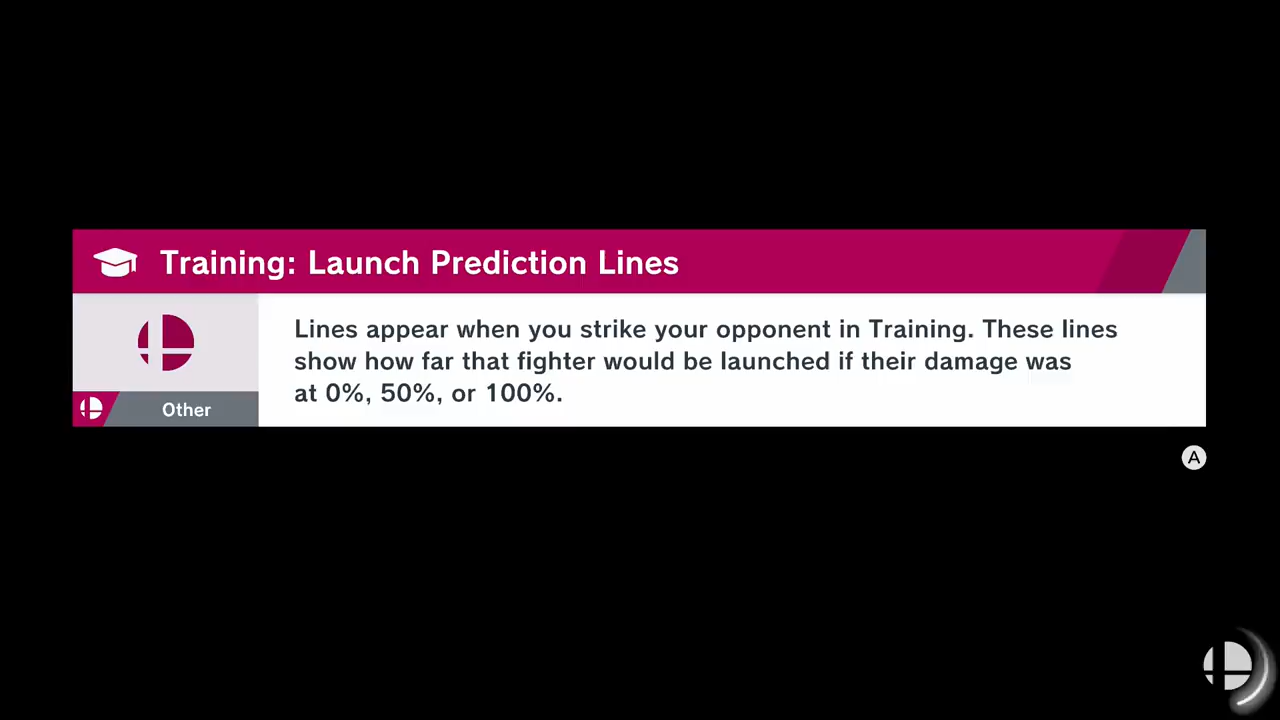 Training: Launch Prediction Lines
Lines appear when you strike your opponent in Training. These lines
show how far that fighter would be launched if their damage was
at 0%, 50%, or 100%.
Other
A